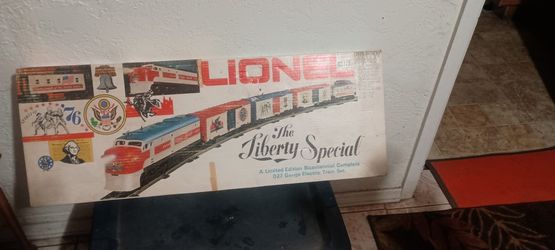 LIONEL
76
The
Liberty Special
A Limited Edition Bicentennial Complete
027 Gauge Electric Train Set.